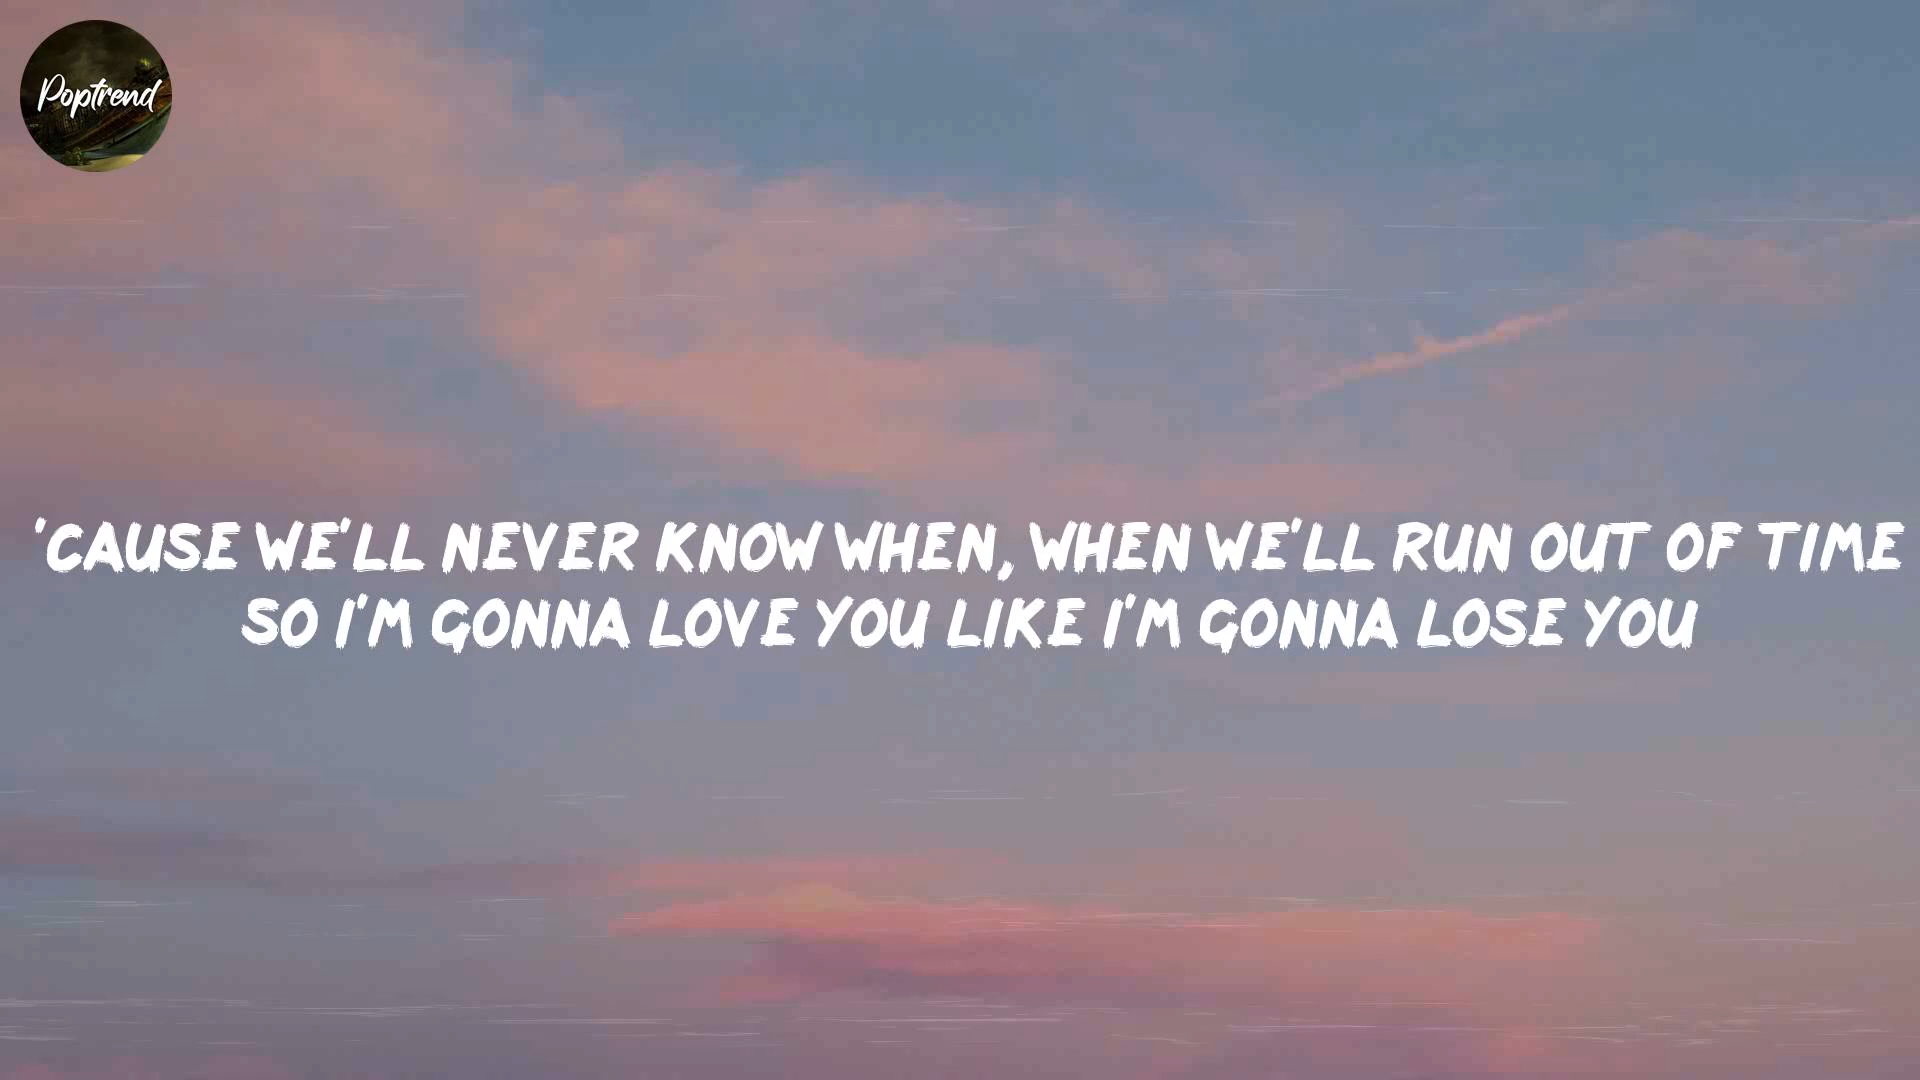 Poptrend
'CAUSE WE'LL NEVER KNOW WHEN, WHEN WE'LL RUN OUT OF TIME
SO I'M GONNA LOVE YOU LIKE I'M GONNA LOSE YOU